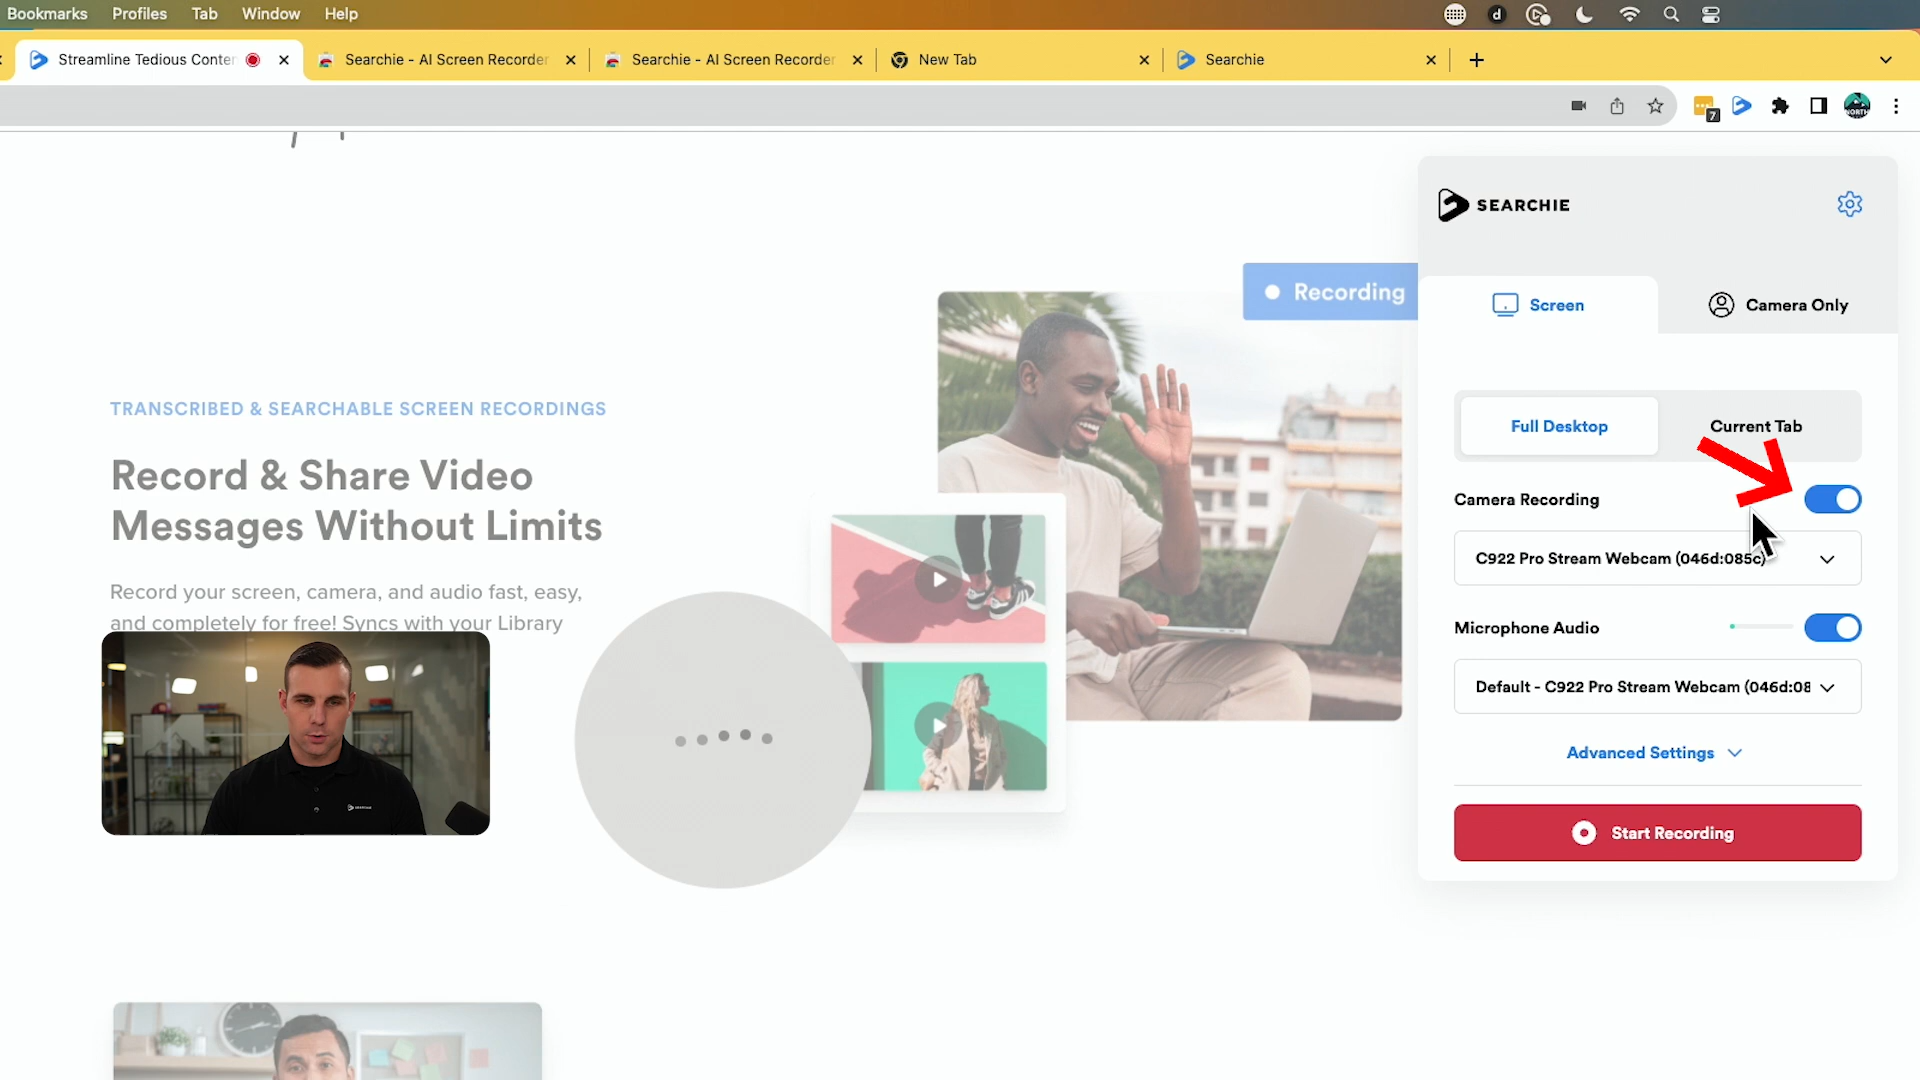 Bookmarks Profiles Tab Window Help
d
Streamline Tedious Conter
Searchie - AI Screen Recorder
Searchie - AI Screen Recorder
New Tab
Searchie
7
NORTH
SEARCHIE
Recording
Screen
Camera Only
TRANSCRIBED & SEARCHABLE SCREEN RECORDINGS
Full Desktop
Current Tab
Record & Share Video
Messages Without Limits
Camera Recording
C922 Pro Stream Webcam (046d:085c)
Record your screen, camera, and audio fast, easy,
and completely for free! Syncs with your Library
Microphone Audio
Default - C922 Pro Stream Webcam (046d:08
Advanced Settings
Start Recording